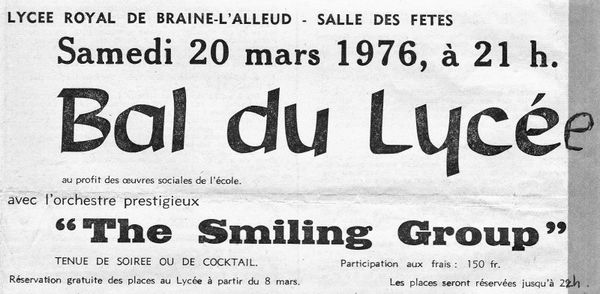 LYCEE ROYAL DE BRAINE-L'ALLEUD - SALLE DES FETES
Samedi 20 mars 1976, à 21 h.
Bal du Lycée
au profit des œuvres sociales de l'école.
avec l'orchestre prestigieux
“The Smiling Group”
TENUE DE SOIREE OU DE COCKTAIL. Participation aux frais : 150 fr.
Réservation gratuite des places au Lycée à partir du 8 mars. Les places seront réservées jusqu'à 22h.